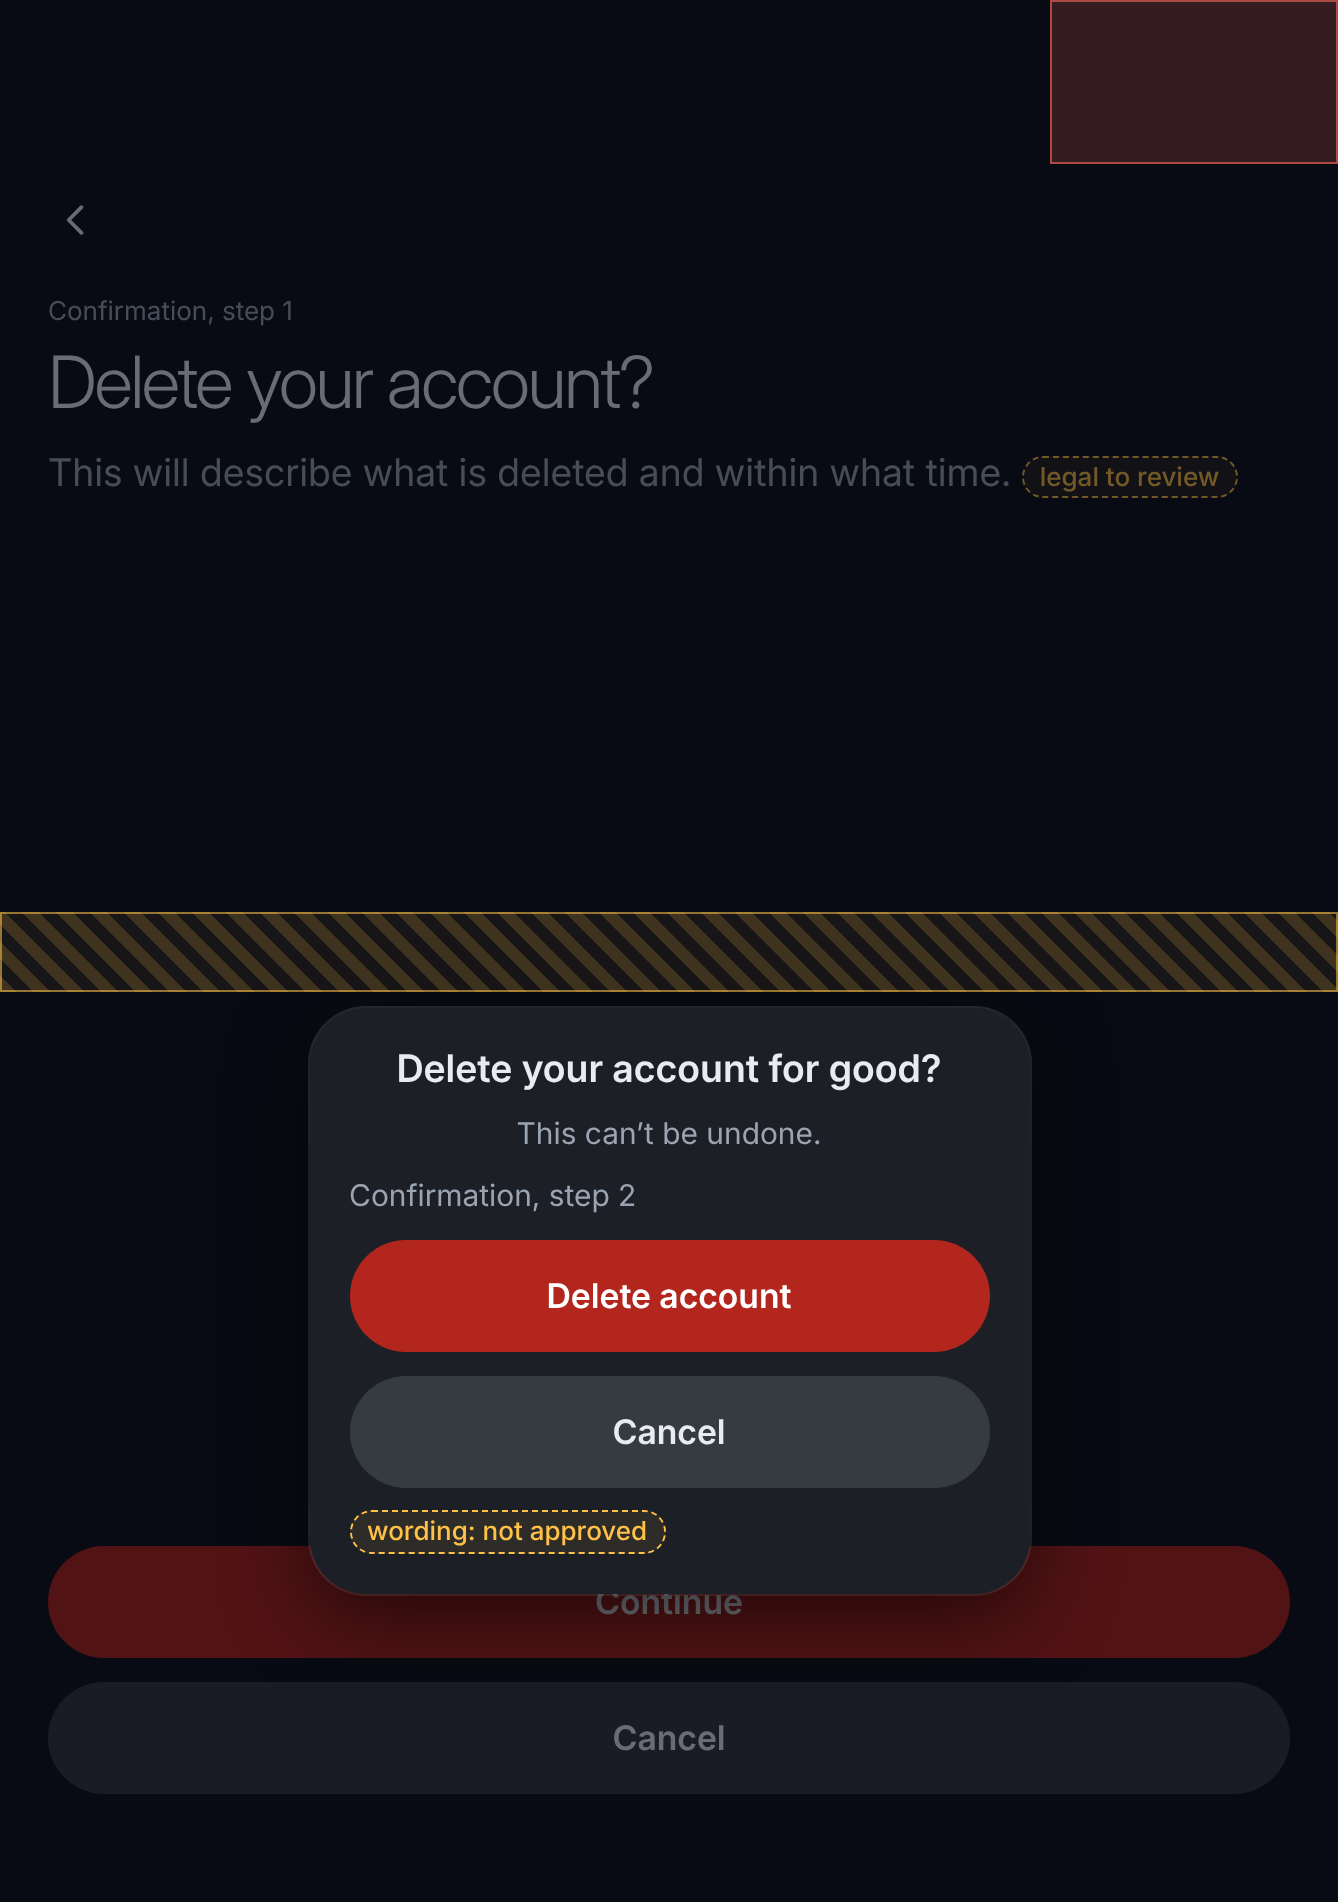 Confirmation, step 1
Delete your account?
This will describe what is deleted and within what time. legal to review
Delete your account for good?
This can’t be undone.
Confirmation, step 2
Delete account
Cancel
wording: not approved
Continue
Cancel